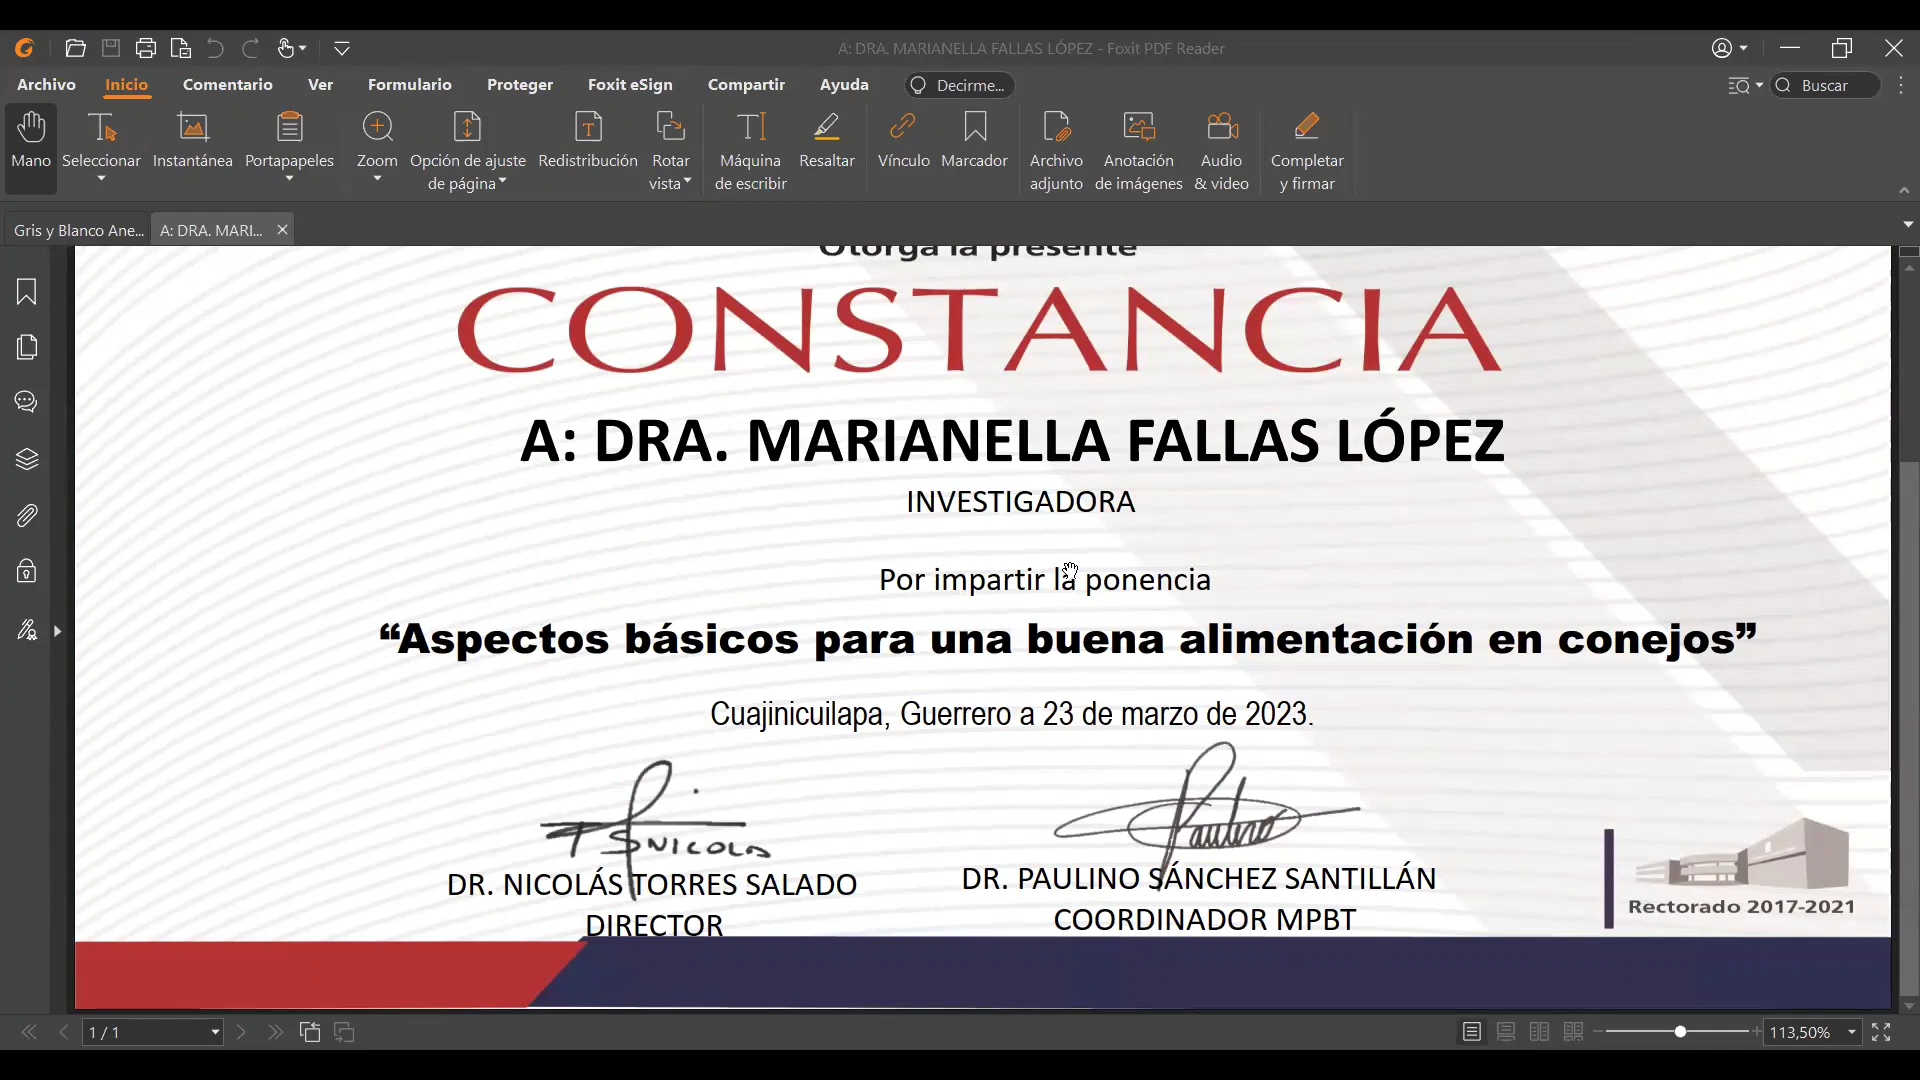 A: DRA. MARIANELLA FALLAS LÓPEZ - Foxit PDF Reader
Archivo Inicio Comentario Ver Formulario Proteger Foxit eSign Compartir Ayuda Decirme... Buscar
Mano Seleccionar Instantánea Portapapeles Zoom Opción de ajuste de página Redistribución Rotar vista Máquina de escribir Resaltar Vínculo Marcador Archivo adjunto Anotación de imágenes Audio & video Completar y firmar
Gris y Blanco Ane... A: DRA. MARI...
Otorga la presente
CONSTANCIA
A: DRA. MARIANELLA FALLAS LÓPEZ
INVESTIGADORA
Por impartir la ponencia
“Aspectos básicos para una buena alimentación en conejos”
Cuajinicuilapa, Guerrero a 23 de marzo de 2023.
DR. NICOLÁS TORRES SALADO
DIRECTOR
DR. PAULINO SÁNCHEZ SANTILLÁN
COORDINADOR MPBT
Rectorado 2017-2021
1 / 1
113,50%